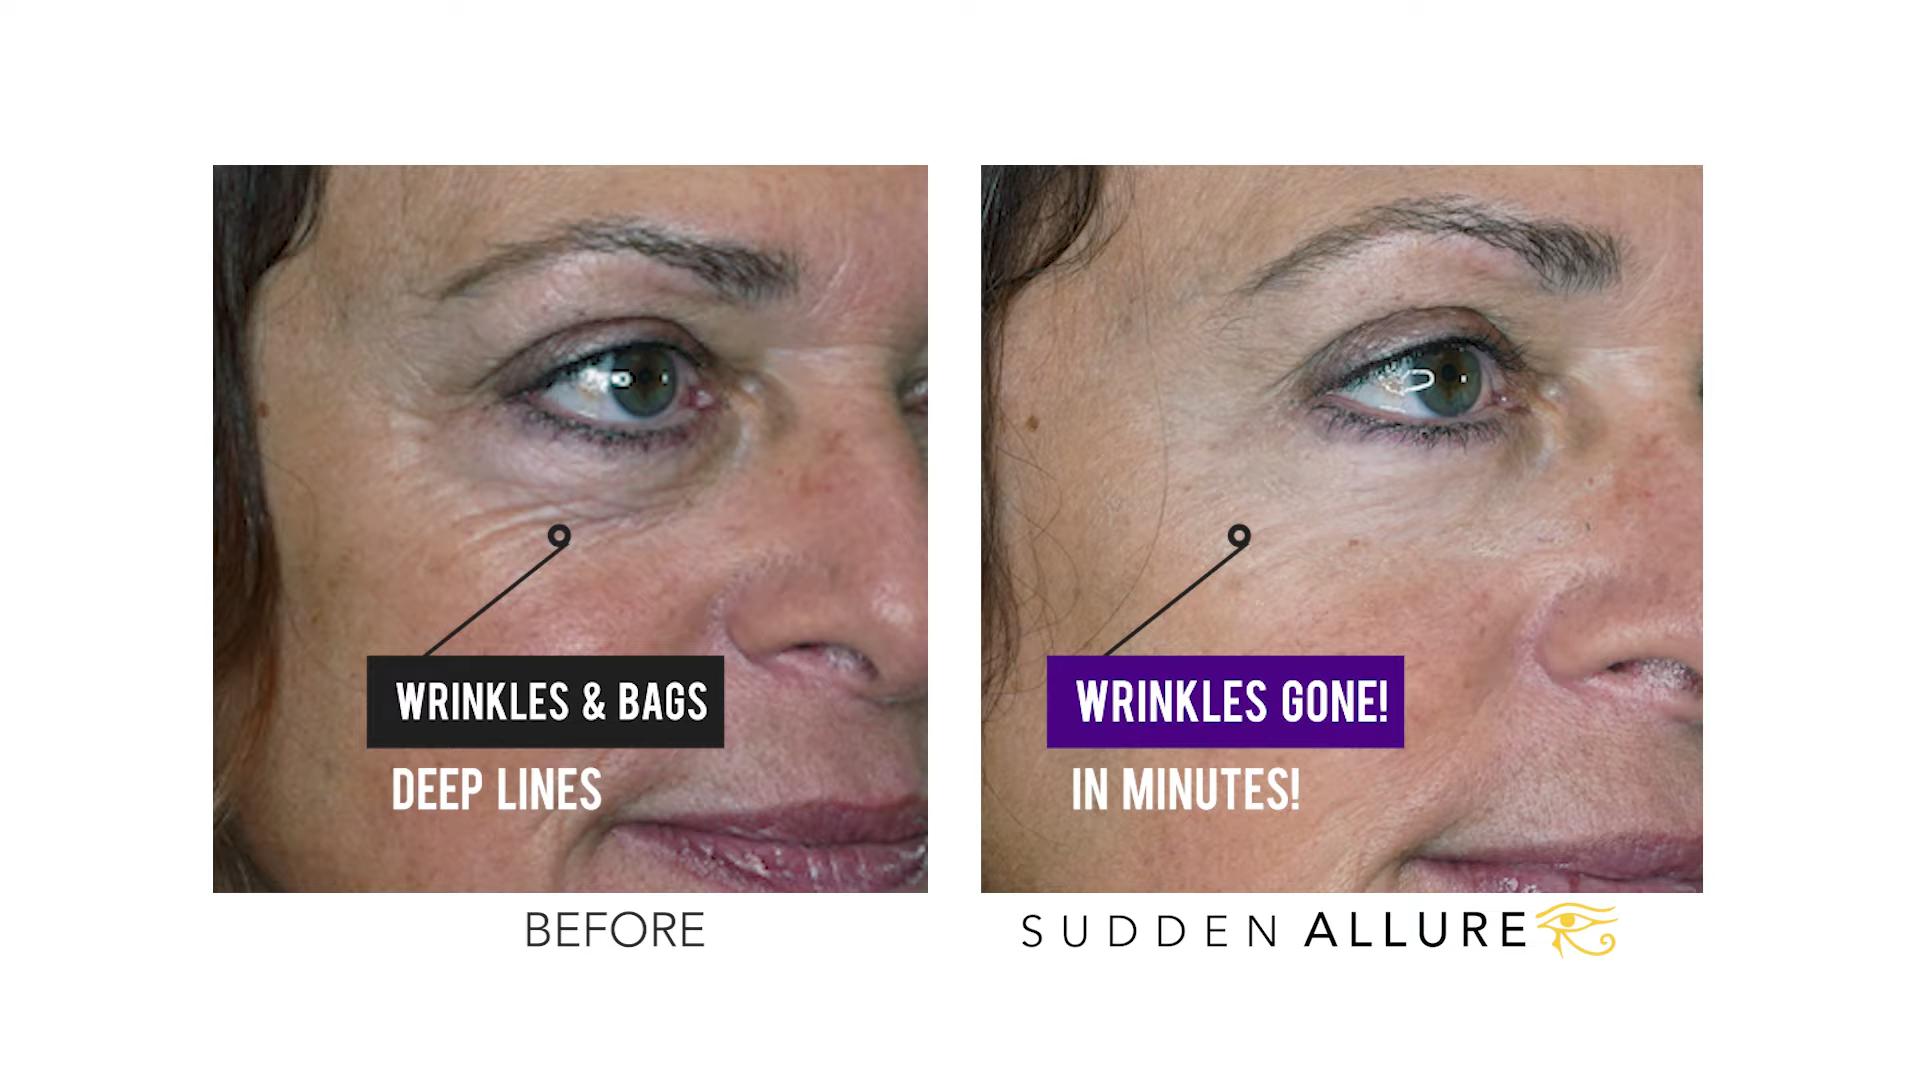 WRINKLES & BAGS
DEEP LINES
BEFORE
WRINKLES GONE!
IN MINUTES!
SUDDEN ALLURE